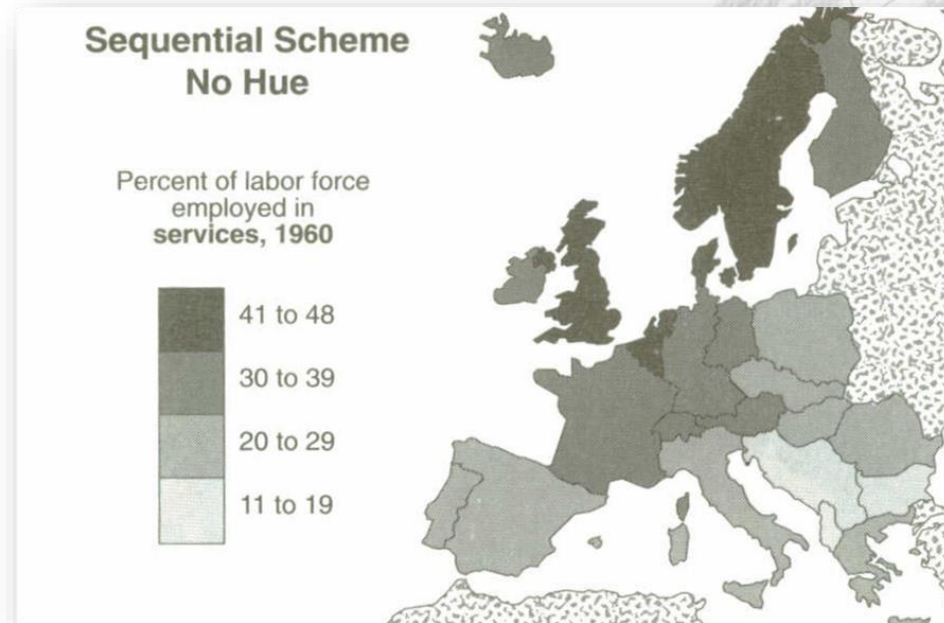 Sequential Scheme
No Hue
Percent of labor force
employed in
services, 1960
41 to 48
30 to 39
20 to 29
11 to 19